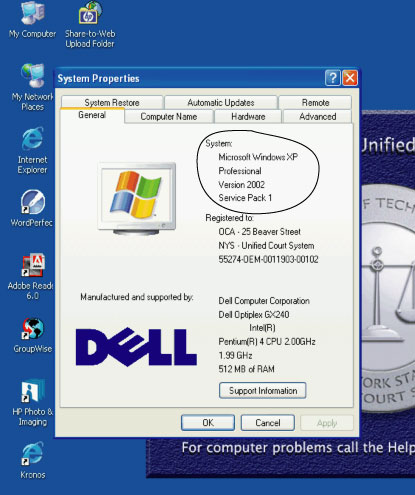 My Computer
Share-to-Web
Upload Folder
My Network
Places
Internet
Explorer
WordPerfec
Adobe Reade
6.0
GroupWise
HP Photo &
Imaging
Kronos
System Properties
System Restore
Automatic Updates
Remote
General
Computer Name
Hardware
Advanced
System:
Microsoft Windows XP
Professional
Version 2002
Service Pack 1
Registered to:
OCA - 25 Beaver Street
NYS - Unified Court System
55274-OEM-0011903-00102
Manufactured and supported by:
DELL
Dell Computer Corporation
Dell Optiplex GX240
Intel(R)
Pentium(R) 4 CPU 2.00GHz
1.99 GHz
512 MB of RAM
Support Information
OK
Cancel
Apply
Unified
F TECH
ORK STA
COURT S
For computer problems call the Help